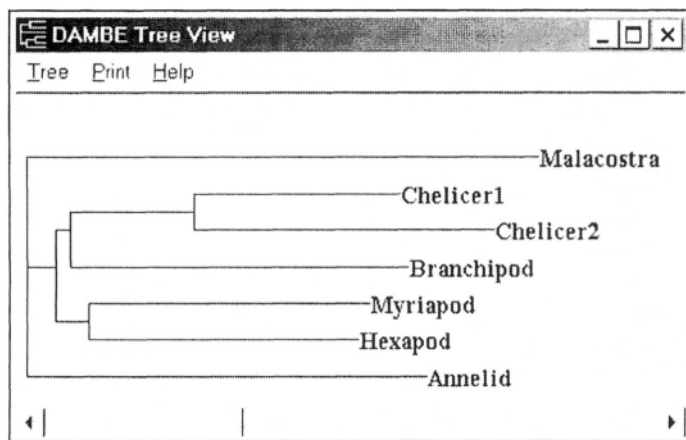 DAMBE Tree View
Tree Print Help
Malacostra
Chelicer1
Chelicer2
Branchipod
Myriapod
Hexapod
Annelid